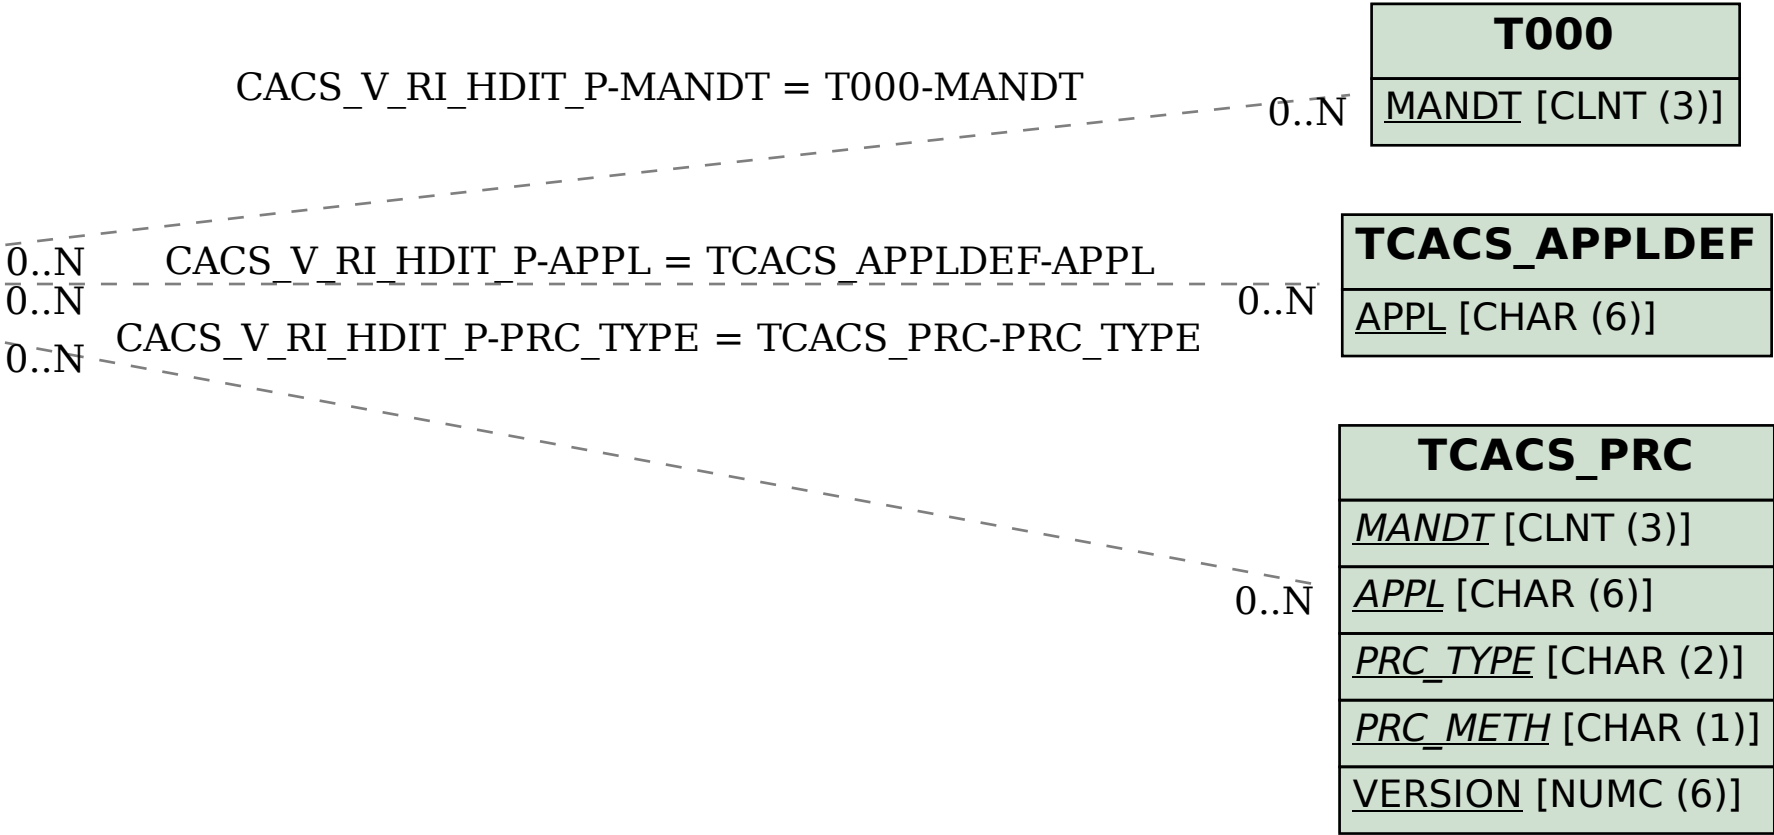 T000
MANDT [CLNT (3)]
CACS_V_RI_HDIT_P-MANDT = T000-MANDT
0..N
0..N
CACS_V_RI_HDIT_P-APPL = TCACS_APPLDEF-APPL
0..N
0..N
TCACS_APPLDEF
APPL [CHAR (6)]
CACS_V_RI_HDIT_P-PRC_TYPE = TCACS_PRC-PRC_TYPE
0..N
0..N
TCACS_PRC
MANDT [CLNT (3)]
APPL [CHAR (6)]
PRC_TYPE [CHAR (2)]
PRC_METH [CHAR (1)]
VERSION [NUMC (6)]